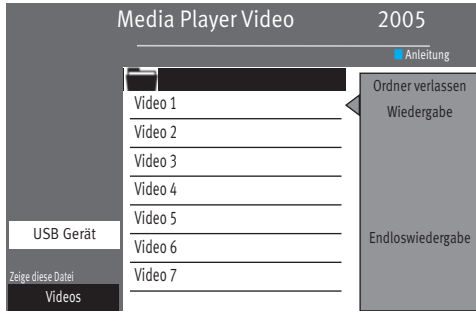 Media Player Video 2005
Anleitung
Video 1
Video 2
Video 3
Video 4
Video 5
Video 6
Video 7
Ordner verlassen
Wiedergabe
Endloswiedergabe
USB Gerät
Zeige diese Datei
Videos